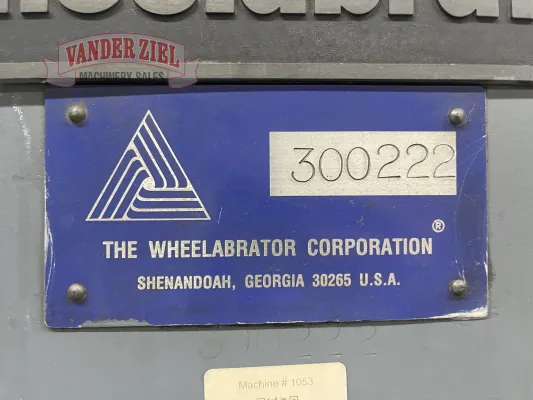 VANDER ZIEL
MACHINERY SALES
300222
®
THE WHEELABRATOR CORPORATION
SHENANDOAH, GEORGIA 30265 U.S.A.
Machine # 1053